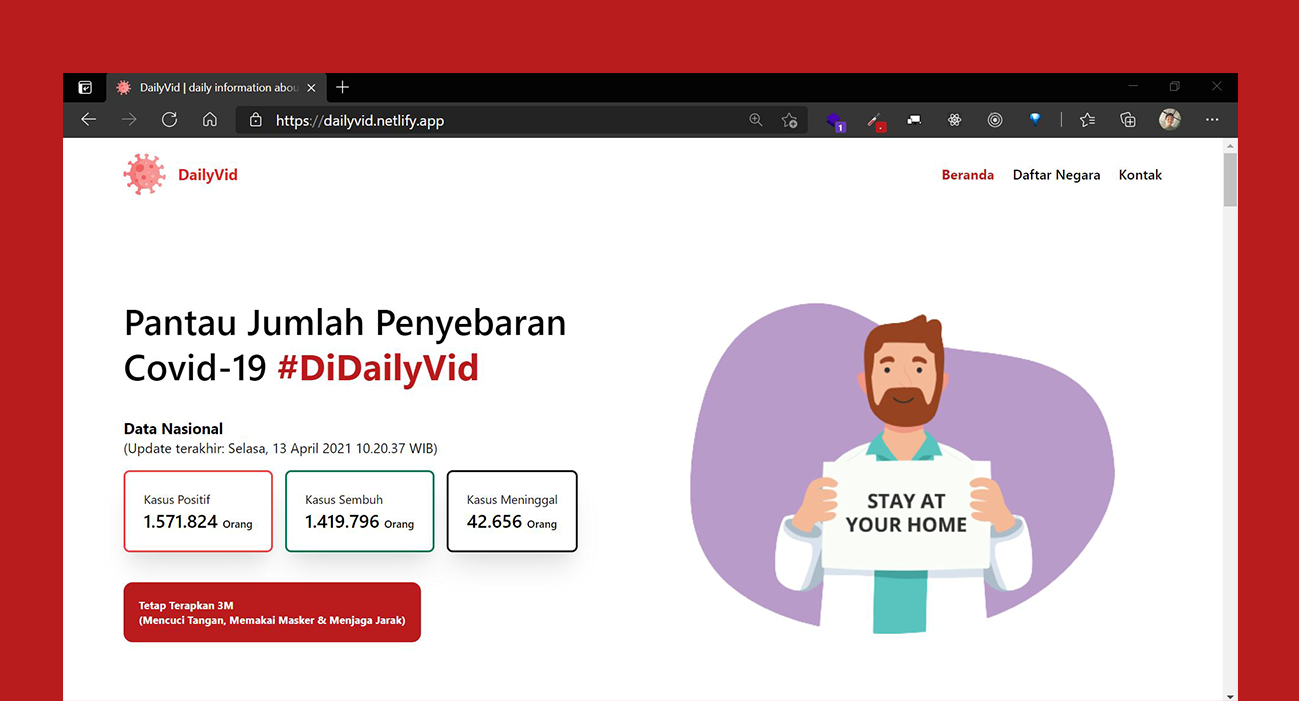 DailyVid | daily information abou
https://dailyvid.netlify.app
1
DailyVid
Beranda Daftar Negara Kontak
Pantau Jumlah Penyebaran
Covid-19 #DiDailyVid
Data Nasional
(Update terakhir: Selasa, 13 April 2021 10.20.37 WIB)
Kasus Positif
1.571.824 Orang
Kasus Sembuh
1.419.796 Orang
Kasus Meninggal
42.656 Orang
Tetap Terapkan 3M
(Mencuci Tangan, Memakai Masker & Menjaga Jarak)
STAY AT
YOUR HOME